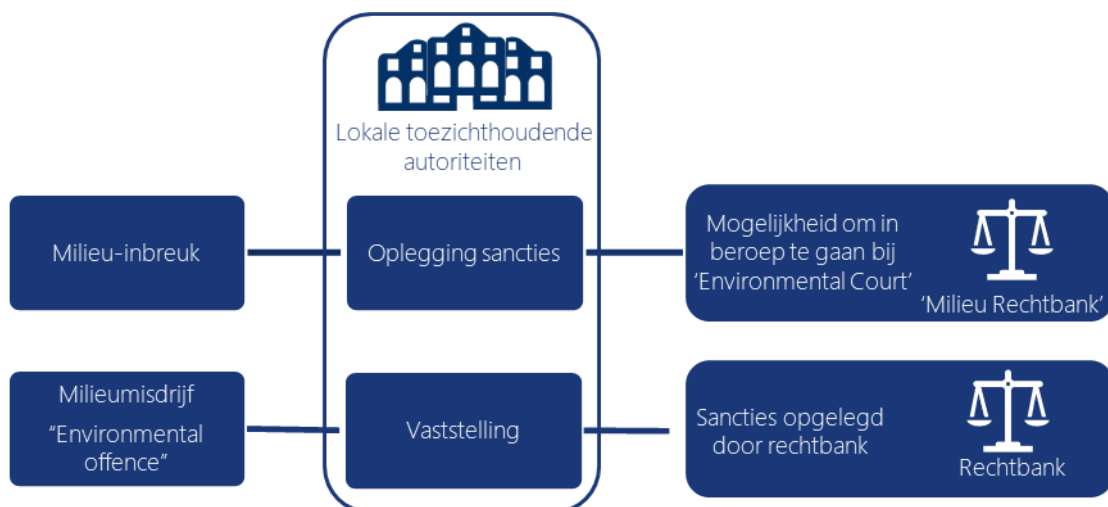 Lokale toezichthoudende
autoriteiten
Milieu-inbreuk
Oplegging sancties
Mogelijkheid om in
beroep te gaan bij
‘Environmental Court’
‘Milieu Rechtbank’
Milieumisdrijf
“Environmental
offence”
Vaststelling
Sancties opgelegd
door rechtbank
Rechtbank